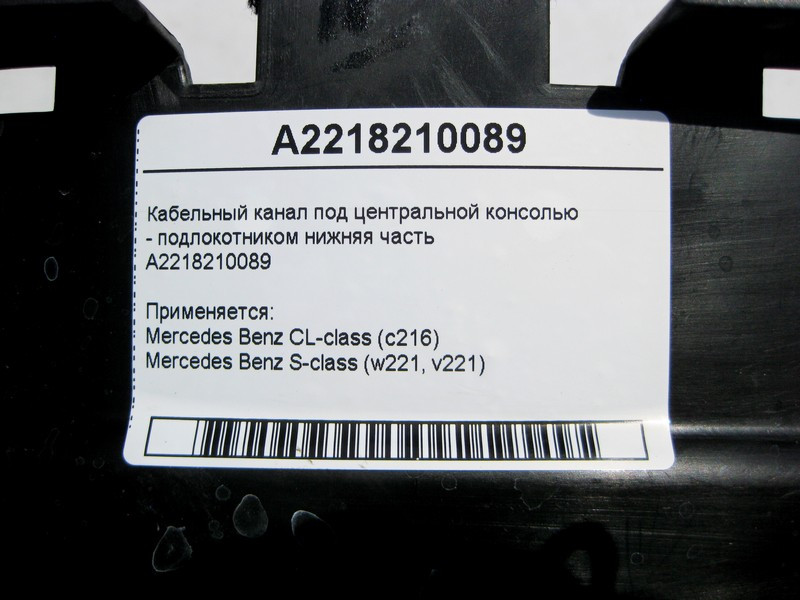 A2218210089
Кабельный канал под центральной консолью
- подлокотником нижняя часть
A2218210089
Применяется:
Mercedes Benz CL-class (c216)
Mercedes Benz S-class (w221, v221)